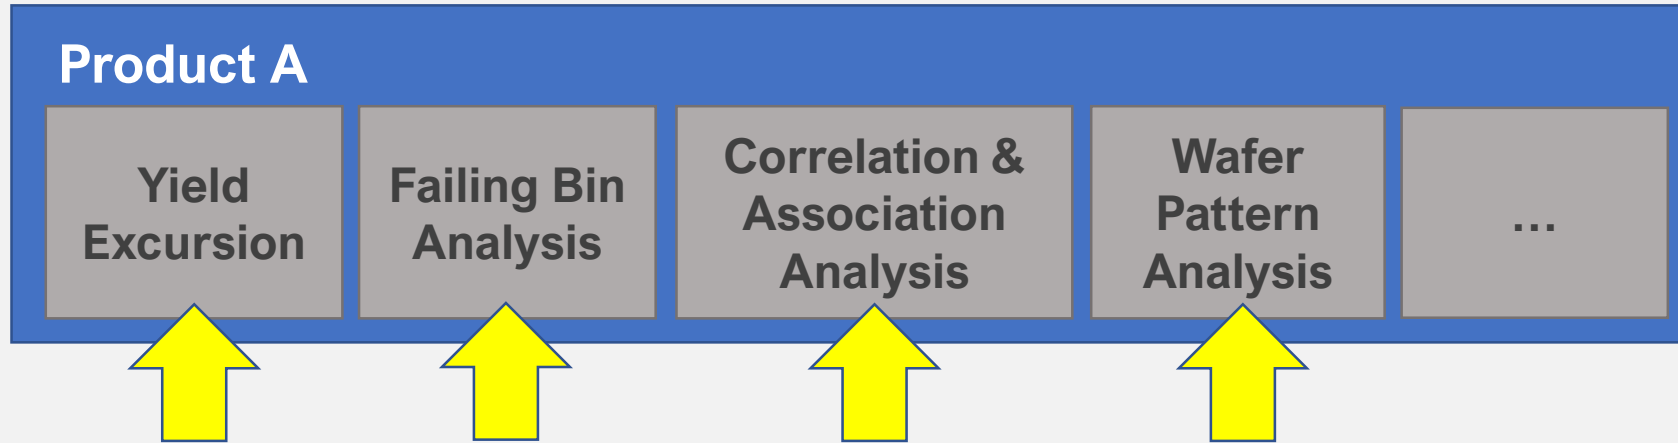 Product A
Yield
Excursion
Failing Bin
Analysis
Correlation &
Association
Analysis
Wafer
Pattern
Analysis
…